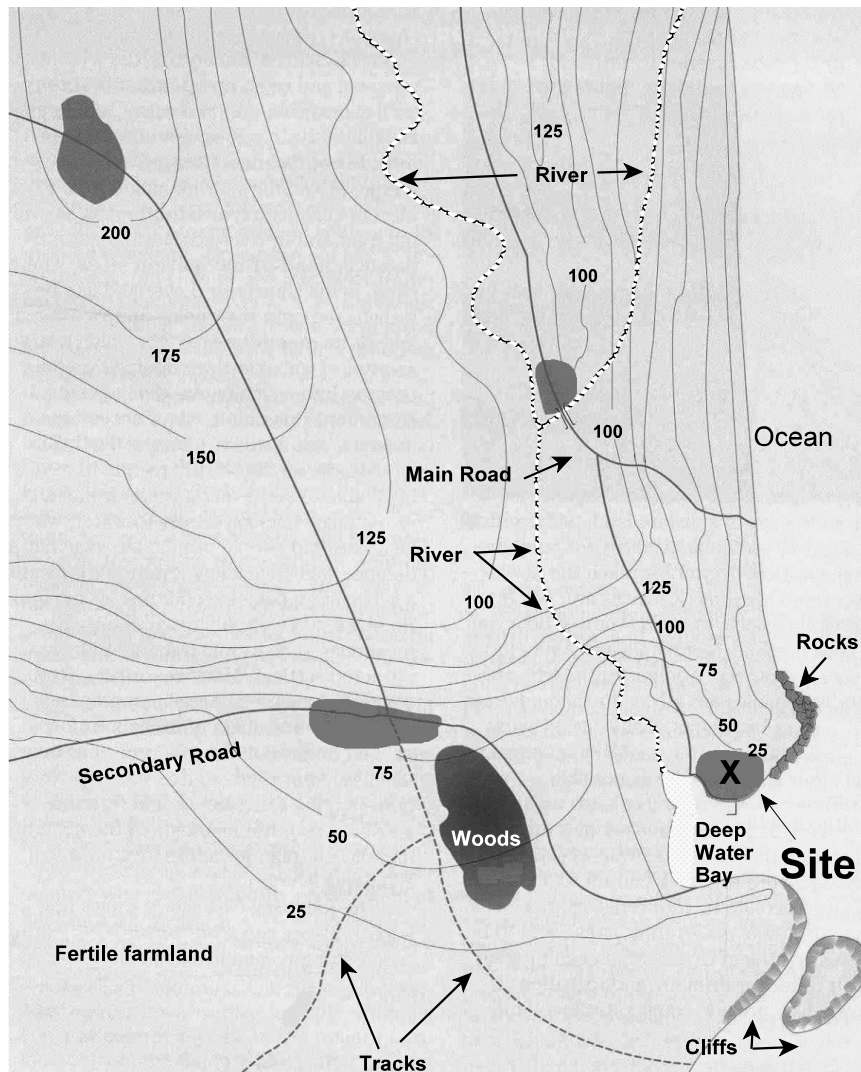 125
River
200
100
175
100
Ocean
150
Main Road
125
River
125
100
100
Rocks
75
50
25
Secondary Road
75
X
50
Woods
Deep
Water
Bay
Site
25
Fertile farmland
Tracks
Cliffs